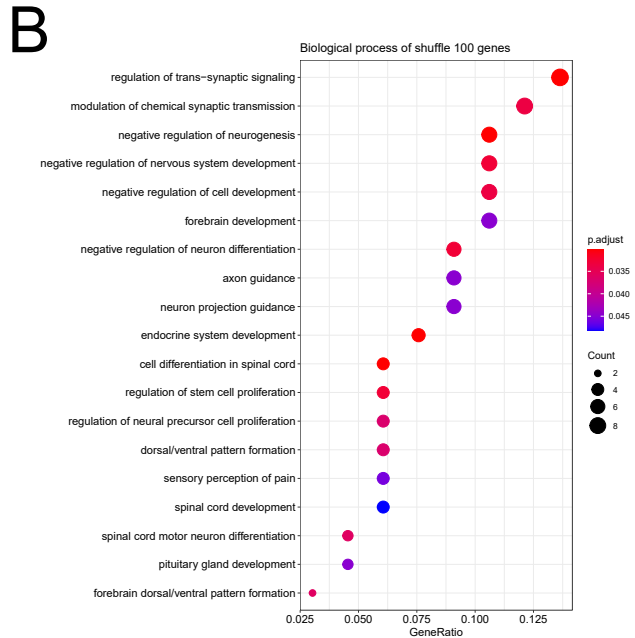 B
Biological process of shuffle 100 genes
regulation of trans−synaptic signaling
modulation of chemical synaptic transmission
negative regulation of neurogenesis
negative regulation of nervous system development
negative regulation of cell development
forebrain development
negative regulation of neuron differentiation
axon guidance
neuron projection guidance
endocrine system development
cell differentiation in spinal cord
regulation of stem cell proliferation
regulation of neural precursor cell proliferation
dorsal/ventral pattern formation
sensory perception of pain
spinal cord development
spinal cord motor neuron differentiation
pituitary gland development
forebrain dorsal/ventral pattern formation
0.025 0.050 0.075 0.100 0.125
GeneRatio
p.adjust
0.035
0.040
0.045
Count
2
4
6
8